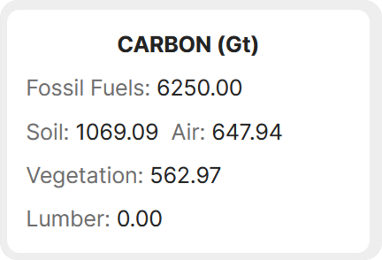 CARBON (Gt)
Fossil Fuels: 6250.00
Soil: 1069.09 Air: 647.94
Vegetation: 562.97
Lumber: 0.00